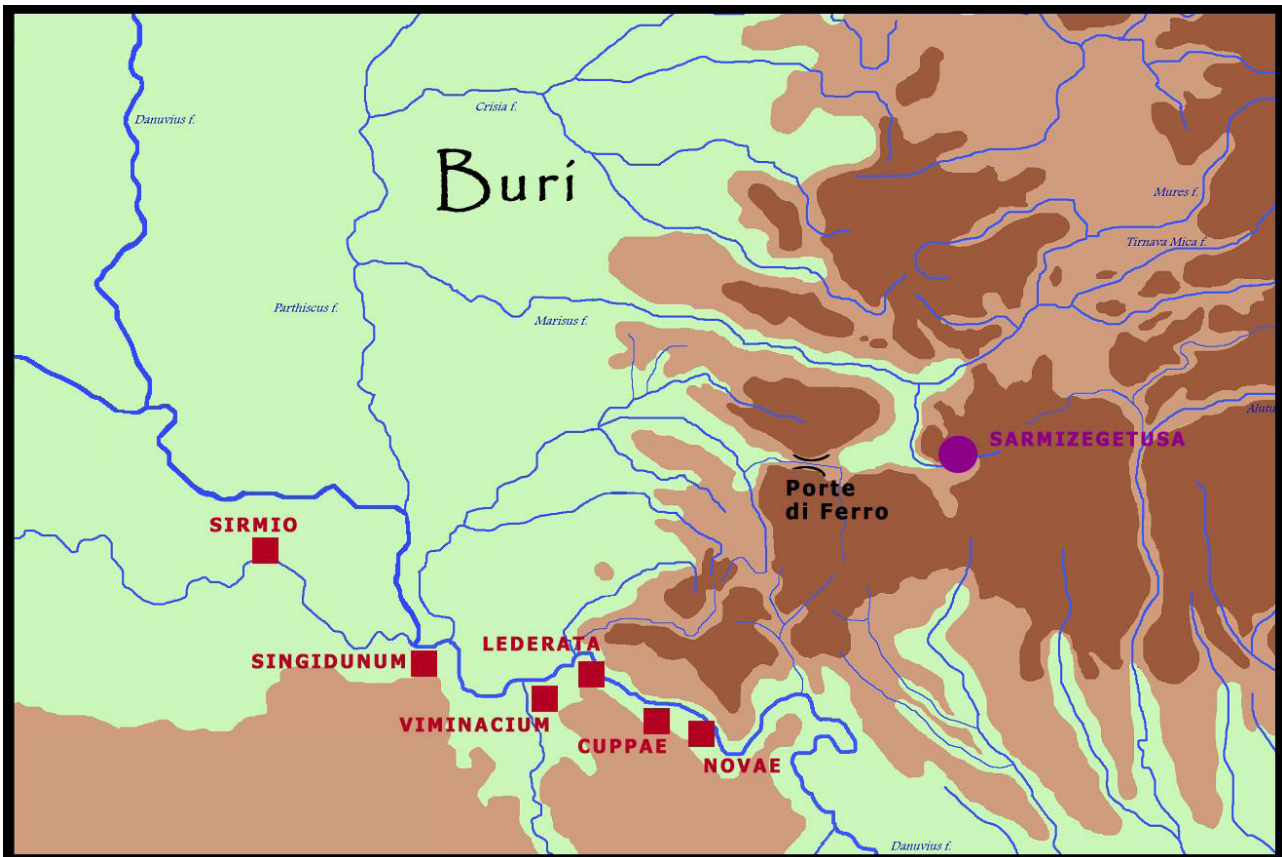 Crisia f.
Danuvius f.
Buri
Mures f.
Tirnava Mica f.
Parthiscus f.
Marisus f.
Alutu
SARMIZEGETUSA
Porte
di Ferro
SIRMIO
LEDERATA
SINGIDUNUM
VIMINACIUM
CUPPAE
NOVAE
Danuvius f.